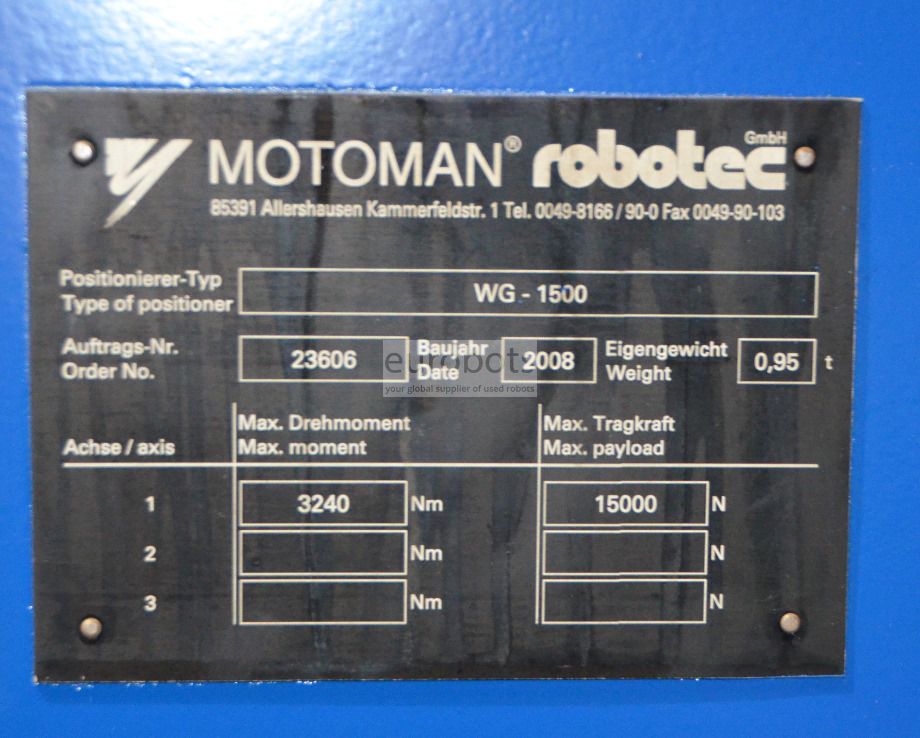 MOTOMAN® robotec GmbH
85391 Allershausen Kammerfeldstr. 1 Tel. 0049-8166 / 90-0 Fax 0049-90-103
Positionierer-Typ
Type of positioner
WG - 1500
Auftrags-Nr.
Order No.
23606
Baujahr
Date
2008
Eigengewicht
Weight
0,95 t
eurobots
your global supplier of used robots
Achse / axis
Max. Drehmoment
Max. moment
Max. Tragkraft
Max. payload
1 3240 Nm 15000 N
2 Nm N
3 Nm N